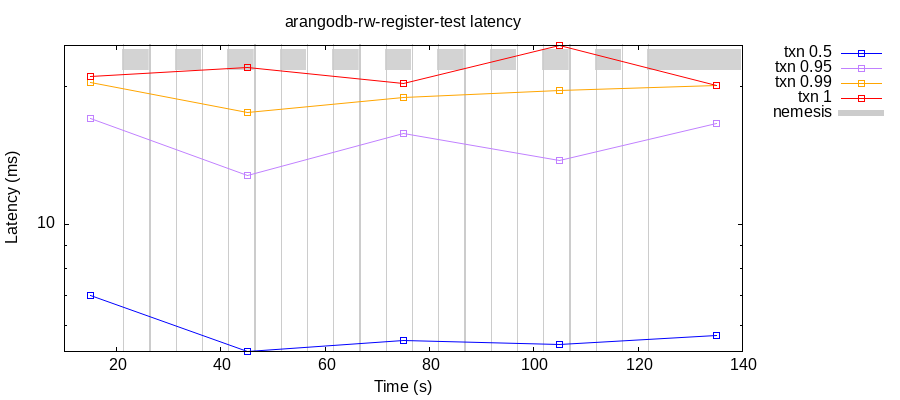 arangodb-rw-register-test latency
txn 0.5
txn 0.95
txn 0.99
txn 1
nemesis
Latency (ms)
10
20 40 60 80 100 120 140
Time (s)